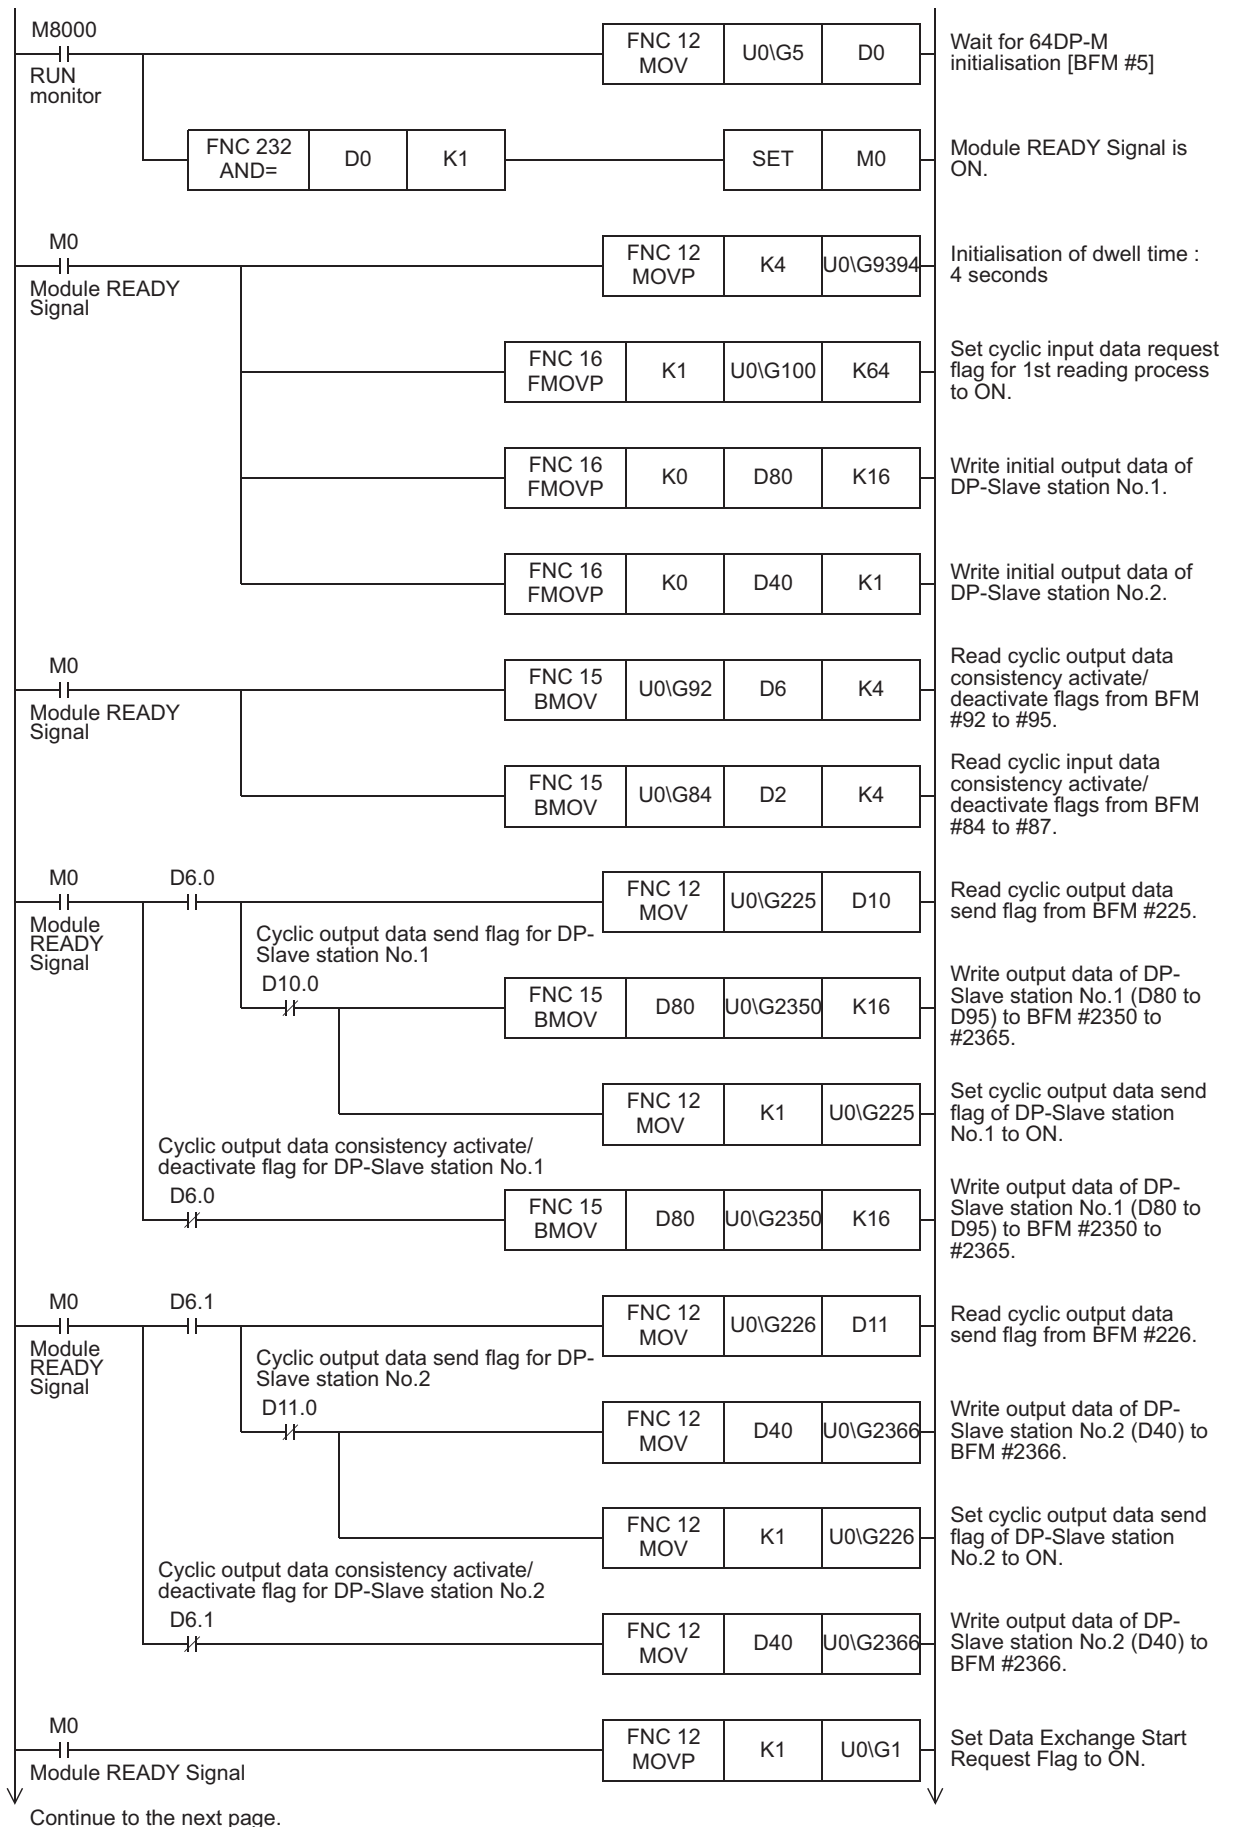 M8000
RUN
monitor
FNC 12
MOV
U0\G5
D0
Wait for 64DP-M
initialisation [BFM #5]
FNC 232
AND=
D0
K1
SET
M0
Module READY Signal is
ON.
M0
Module READY
Signal
FNC 12
MOVP
K4
U0\G9394
Initialisation of dwell time :
4 seconds
FNC 16
FMOVP
K1
U0\G100
K64
Set cyclic input data request
flag for 1st reading process
to ON.
FNC 16
FMOVP
K0
D80
K16
Write initial output data of
DP-Slave station No.1.
FNC 16
FMOVP
K0
D40
K1
Write initial output data of
DP-Slave station No.2.
M0
Module READY
Signal
FNC 15
BMOV
U0\G92
D6
K4
Read cyclic output data
consistency activate/
deactivate flags from BFM
#92 to #95.
FNC 15
BMOV
U0\G84
D2
K4
Read cyclic input data
consistency activate/
deactivate flags from BFM
#84 to #87.
M0
Module
READY
Signal
D6.0
FNC 12
MOV
U0\G225
D10
Read cyclic output data
send flag from BFM #225.
Cyclic output data send flag for DP-
Slave station No.1
D10.0
FNC 15
BMOV
D80
U0\G2350
K16
Write output data of DP-
Slave station No.1 (D80 to
D95) to BFM #2350 to
#2365.
FNC 12
MOV
K1
U0\G225
Set cyclic output data send
flag of DP-Slave station
No.1 to ON.
Cyclic output data consistency activate/
deactivate flag for DP-Slave station No.1
D6.0
FNC 15
BMOV
D80
U0\G2350
K16
Write output data of DP-
Slave station No.1 (D80 to
D95) to BFM #2350 to
#2365.
M0
Module
READY
Signal
D6.1
FNC 12
MOV
U0\G226
D11
Read cyclic output data
send flag from BFM #226.
Cyclic output data send flag for DP-
Slave station No.2
D11.0
FNC 12
MOV
D40
U0\G2366
Write output data of DP-
Slave station No.2 (D40) to
BFM #2366.
FNC 12
MOV
K1
U0\G226
Set cyclic output data send
flag of DP-Slave station
No.2 to ON.
Cyclic output data consistency activate/
deactivate flag for DP-Slave station No.2
D6.1
FNC 12
MOV
D40
U0\G2366
Write output data of DP-
Slave station No.2 (D40) to
BFM #2366.
M0
Module READY Signal
FNC 12
MOVP
K1
U0\G1
Set Data Exchange Start
Request Flag to ON.
Continue to the next page.